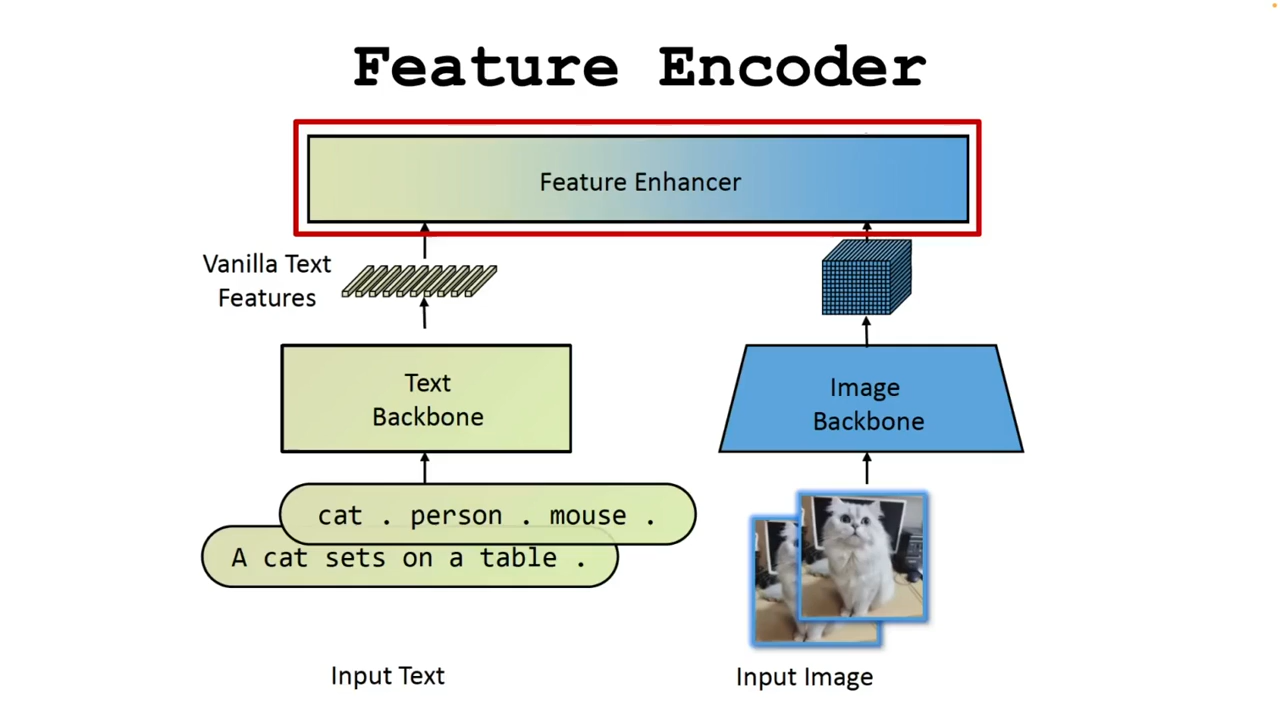 Feature Encoder
Feature Enhancer
Vanilla Text
Features
Text
Backbone
Image
Backbone
cat . person . mouse .
A cat sets on a table .
Input Text
Input Image